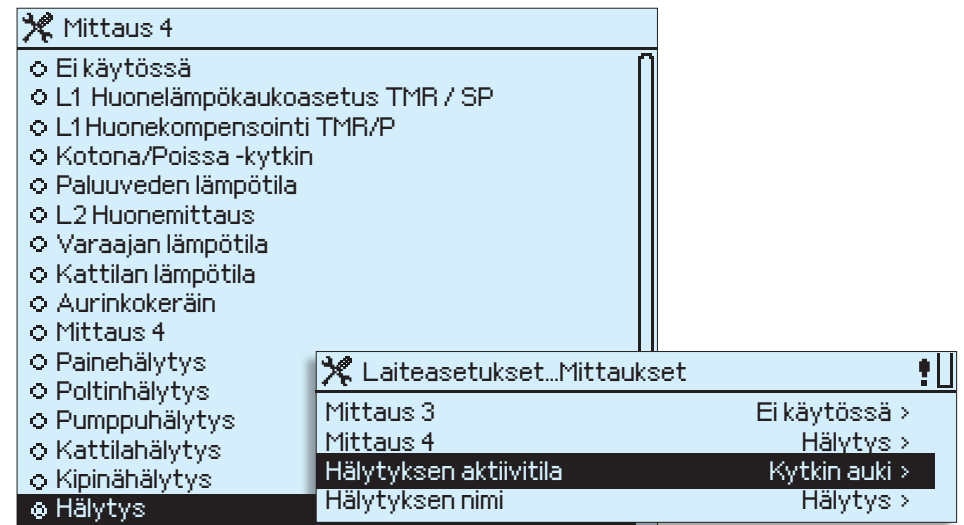 Mittaus 4
Ei käytössä
L1 Huonelämpökaukoasetus TMR / SP
L1 Huonekompensointi TMR/P
Kotona/Poissa -kytkin
Paluuveden lämpötila
L2 Huonemittaus
Varaajan lämpötila
Kattilan lämpötila
Aurinkokeräin
Mittaus 4
Painehälytys
Poltinhälytys
Pumppuhälytys
Kattilahälytys
Kipinähälytys
Hälytys
Laiteasetukset...Mittaukset !
Mittaus 3 Ei käytössä >
Mittaus 4 Hälytys >
Hälytyksen aktiivitila Kytkin auki >
Hälytyksen nimi Hälytys >